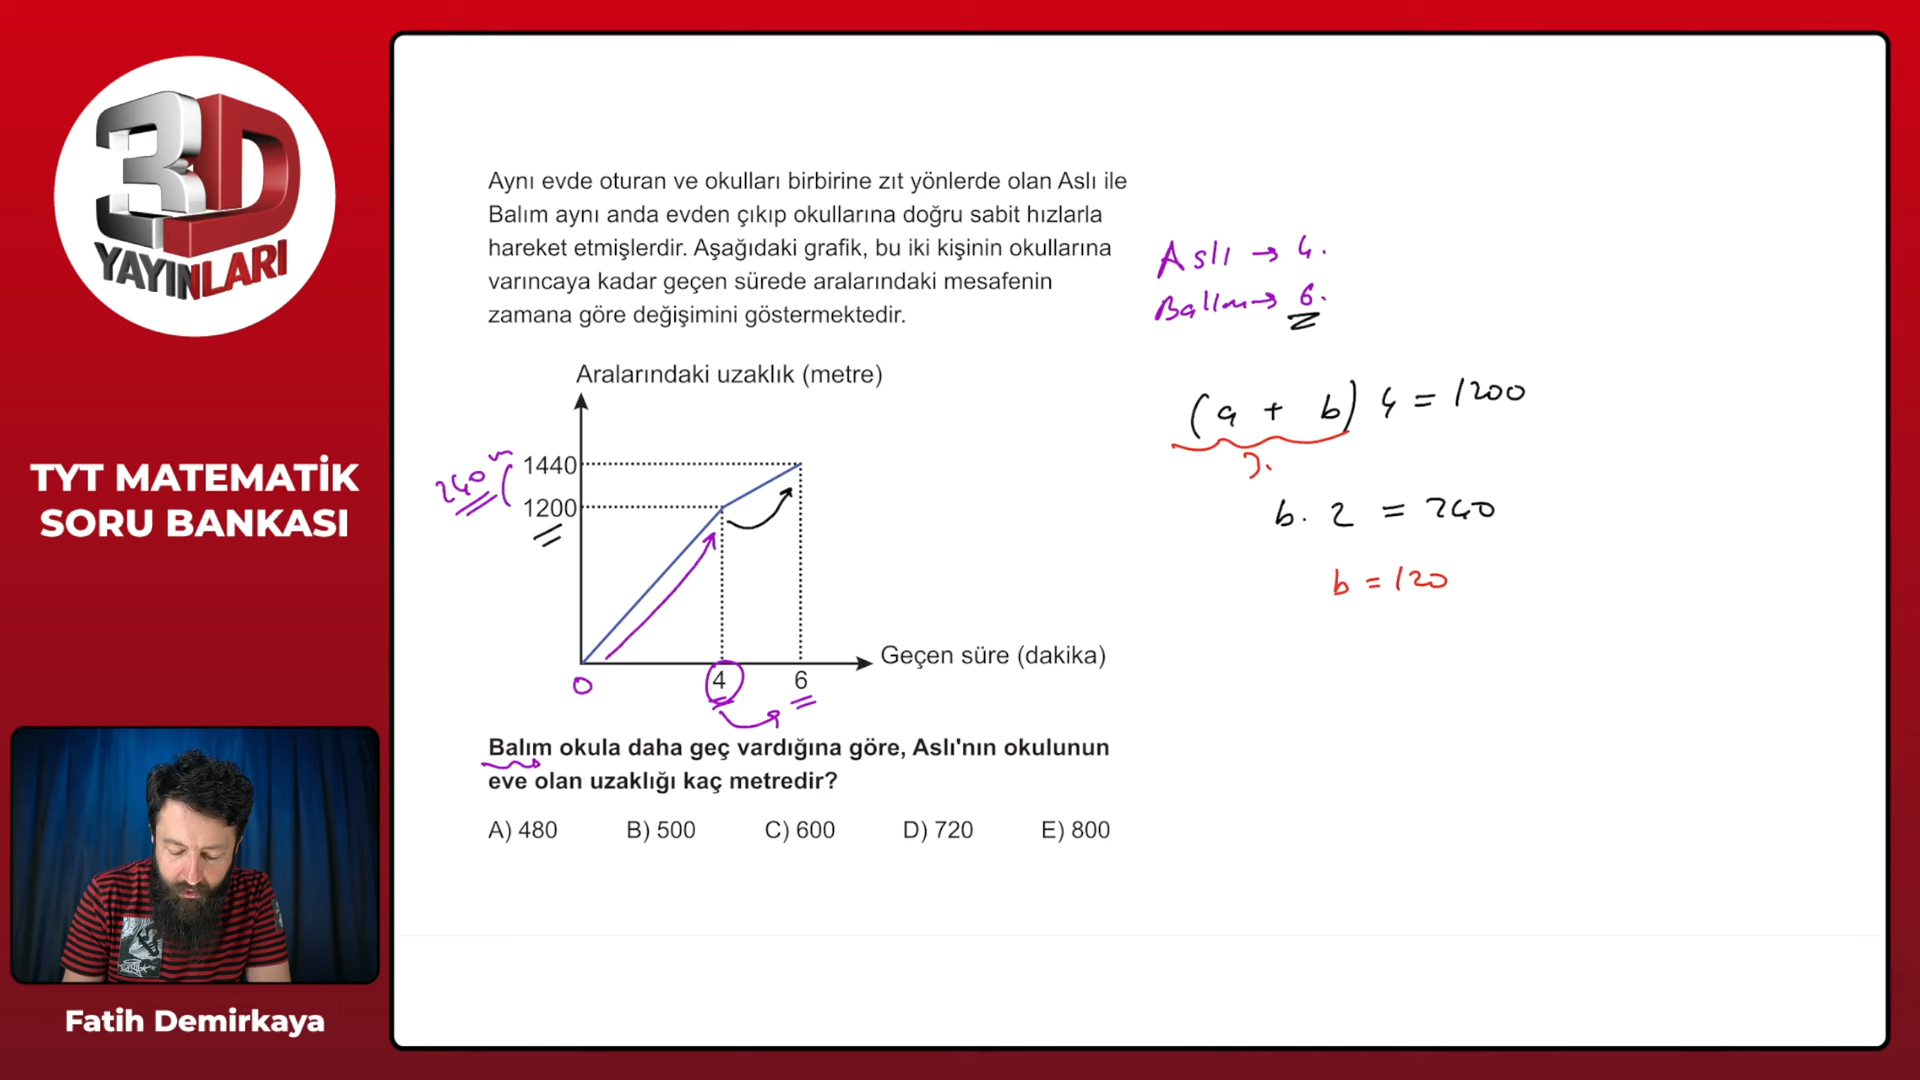 3D
YAYINLARI
TYT MATEMATİK
SORU BANKASI
Fatih Demirkaya
Aynı evde oturan ve okulları birbirine zıt yönlerde olan Aslı ile
Balım aynı anda evden çıkıp okullarına doğru sabit hızlarla
hareket etmişlerdir. Aşağıdaki grafik, bu iki kişinin okullarına
varıncaya kadar geçen sürede aralarındaki mesafenin
zamana göre değişimini göstermektedir.
Aralarındaki uzaklık (metre)
240 m
1440
1200
0
4
6
Geçen süre (dakika)
Balım okula daha geç vardığına göre, Aslı'nın okulunun
eve olan uzaklığı kaç metredir?
A) 480 B) 500 C) 600 D) 720 E) 800
Aslı → 4.
Balım → 6.
(a + b) 4 = 1200
b. 2 = 240
b = 120